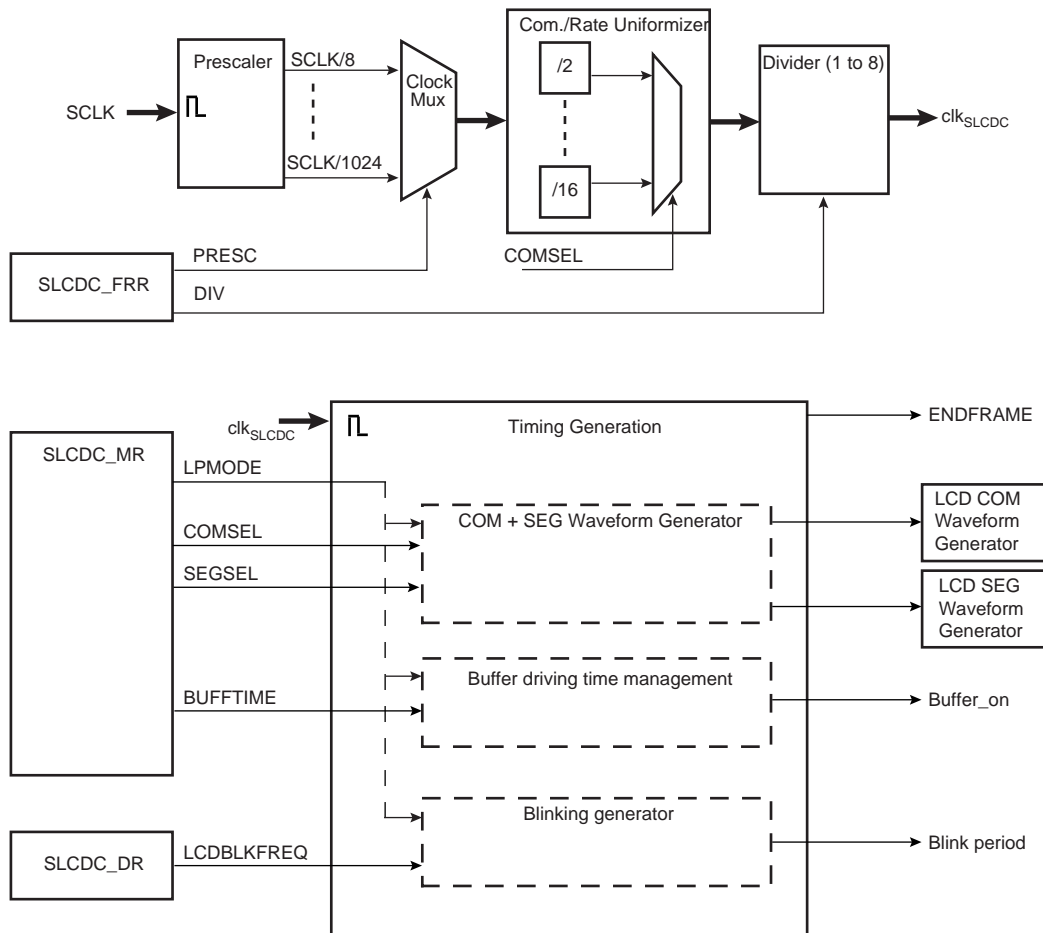 Com./Rate Uniformizer
Prescaler
SCLK/8
Clock
Mux
/2
Divider (1 to 8)
SCLK
clkSLCDC
SCLK/1024
/16
PRESC
COMSEL
SLCDC_FRR
DIV
clkSLCDC
Timing Generation
ENDFRAME
SLCDC_MR
LPMODE
COM + SEG Waveform Generator
LCD COM
Waveform
Generator
COMSEL
SEGSEL
LCD SEG
Waveform
Generator
Buffer driving time management
BUFFTIME
Buffer_on
Blinking generator
SLCDC_DR
LCDBLKFREQ
Blink period